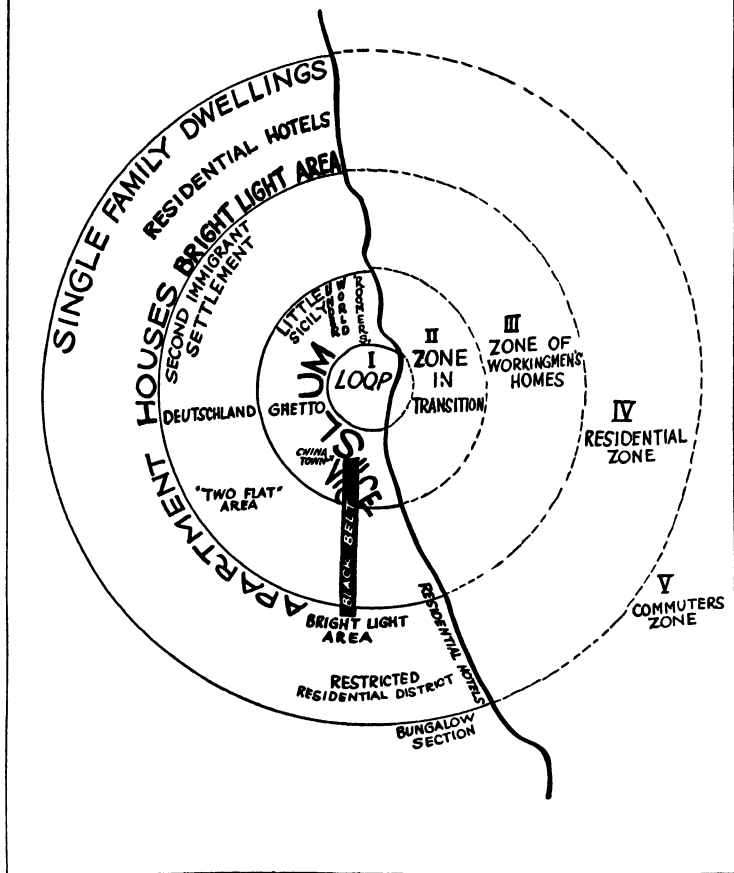 SINGLE FAMILY DWELLINGS
RESIDENTIAL HOTELS
BRIGHT LIGHT AREA
SECOND IMMIGRANT
SETTLEMENT
APARTMENT HOUSES
LITTLE
SICILY
UNDER
WORLD
'ROOMERS'
I
LOOP
II
ZONE
IN
TRANSITION
III
ZONE OF
WORKINGMEN'S
HOMES
IV
RESIDENTIAL
ZONE
V
COMMUTERS
ZONE
SLUM
DEUTSCHLAND
GHETTO
CHINA
TOWN
VICE
"TWO FLAT"
AREA
BLACK BELT
BRIGHT LIGHT
AREA
RESIDENTIAL HOTELS
RESTRICTED
RESIDENTIAL DISTRICT
BUNGALOW
SECTION